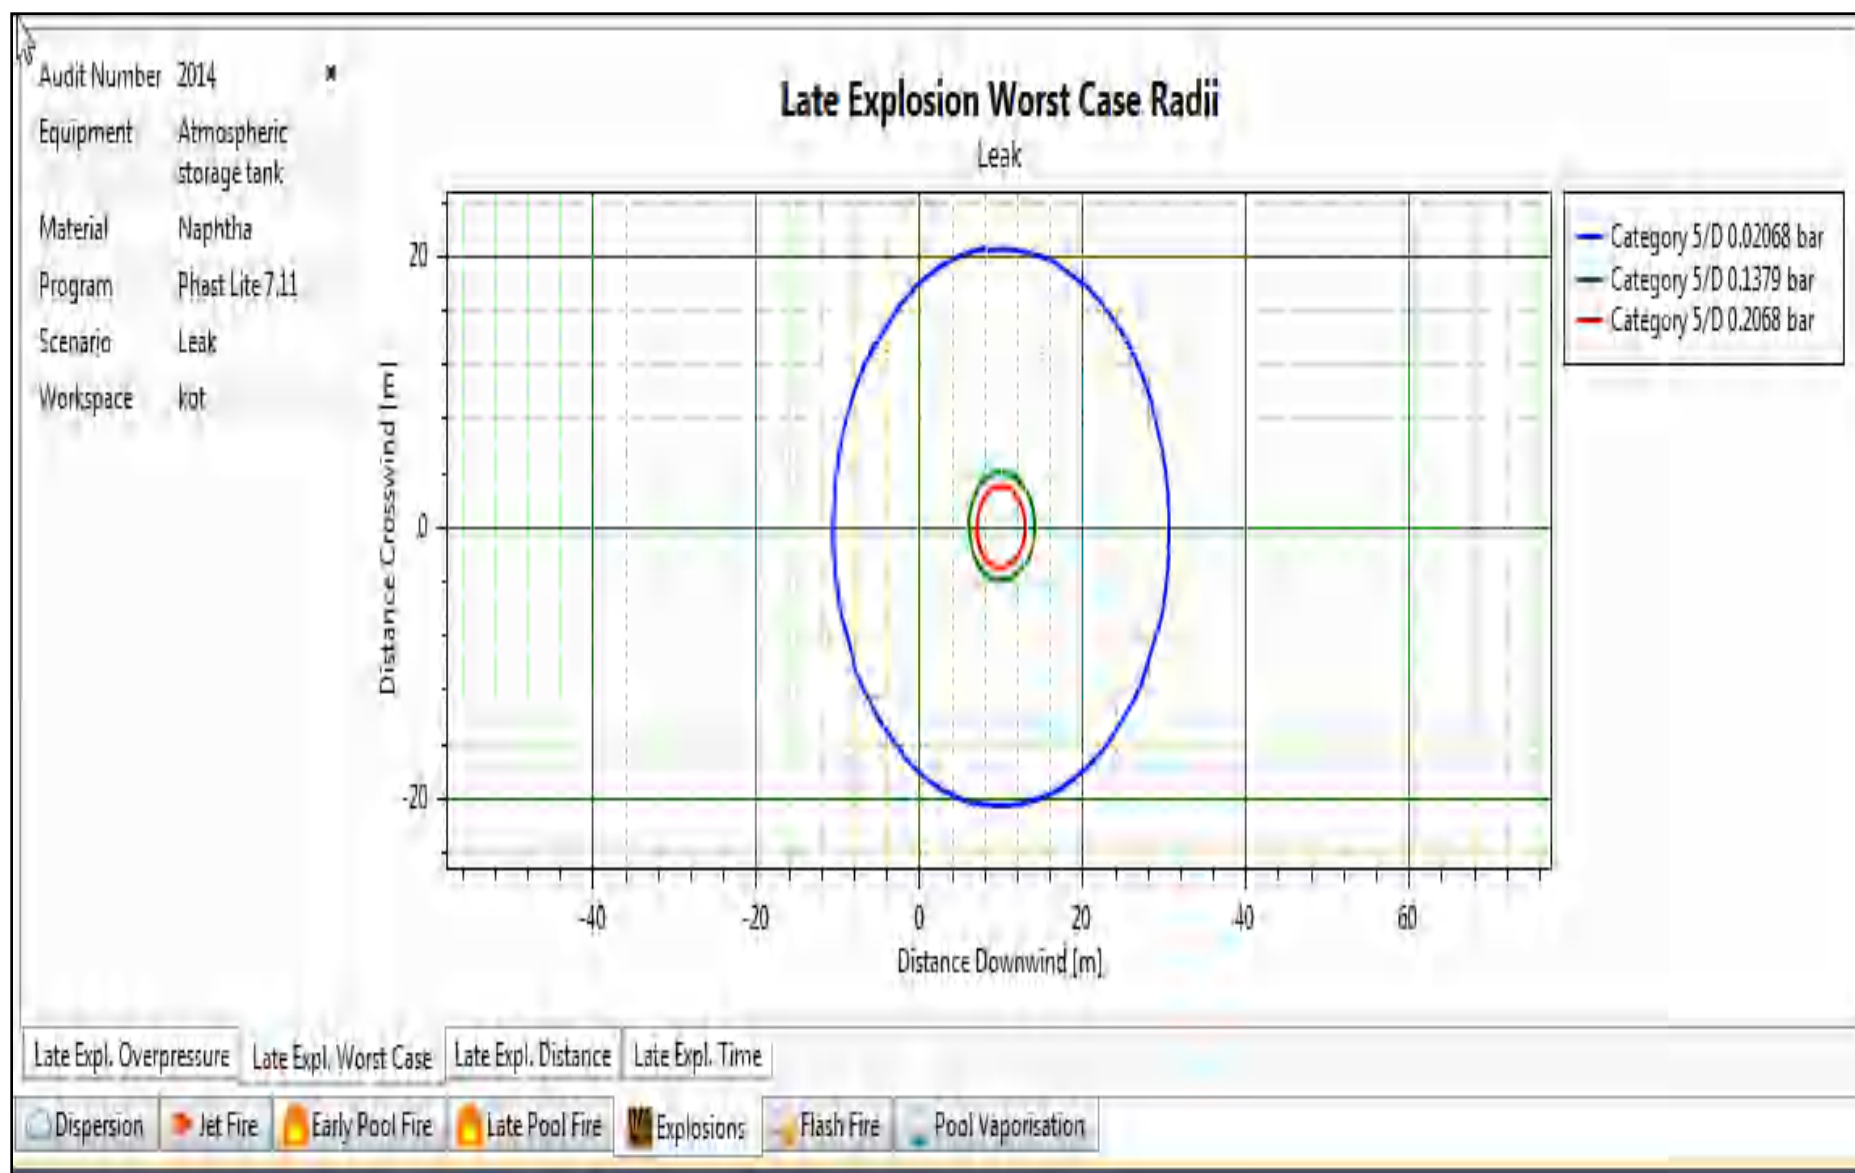 Audit Number 2014
Equipment Atmospheric
storage tank
Material Naphtha
Program Phast Lite 7.11
Scenario Leak
Workspace kot
Late Explosion Worst Case Radii
Leak
Category 5/D 0.02068 bar
Category 5/D 0.1379 bar
Category 5/D 0.2068 bar
Distance Crosswind [m]
20
0
-20
-40 -20 0 20 40 60
Distance Downwind [m]
Late Expl. Overpressure Late Expl. Worst Case Late Expl. Distance Late Expl. Time
Dispersion Jet Fire Early Pool Fire Late Pool Fire Explosions Flash Fire Pool Vaporisation